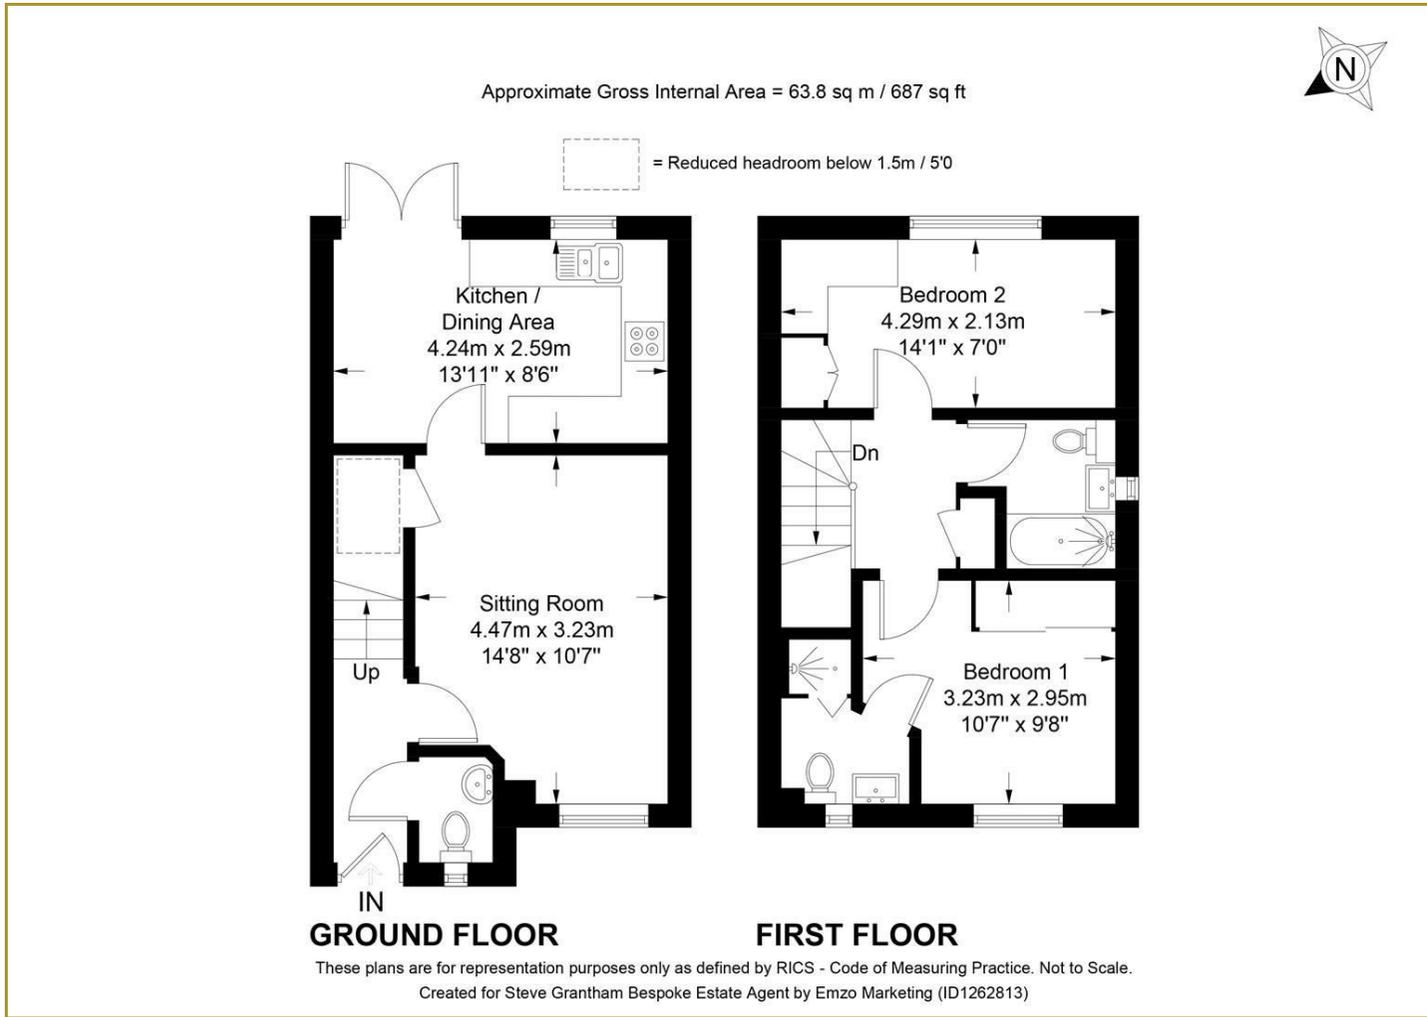 N
Approximate Gross Internal Area = 63.8 sq m / 687 sq ft
= Reduced headroom below 1.5m / 5'0
Kitchen /
Dining Area
4.24m x 2.59m
13'11" x 8'6"
Sitting Room
4.47m x 3.23m
14'8" x 10'7"
Up
IN
GROUND FLOOR
Bedroom 2
4.29m x 2.13m
14'1" x 7'0"
Dn
Bedroom 1
3.23m x 2.95m
10'7" x 9'8"
FIRST FLOOR
These plans are for representation purposes only as defined by RICS - Code of Measuring Practice. Not to Scale.
Created for Steve Grantham Bespoke Estate Agent by Emzo Marketing (ID1262813)